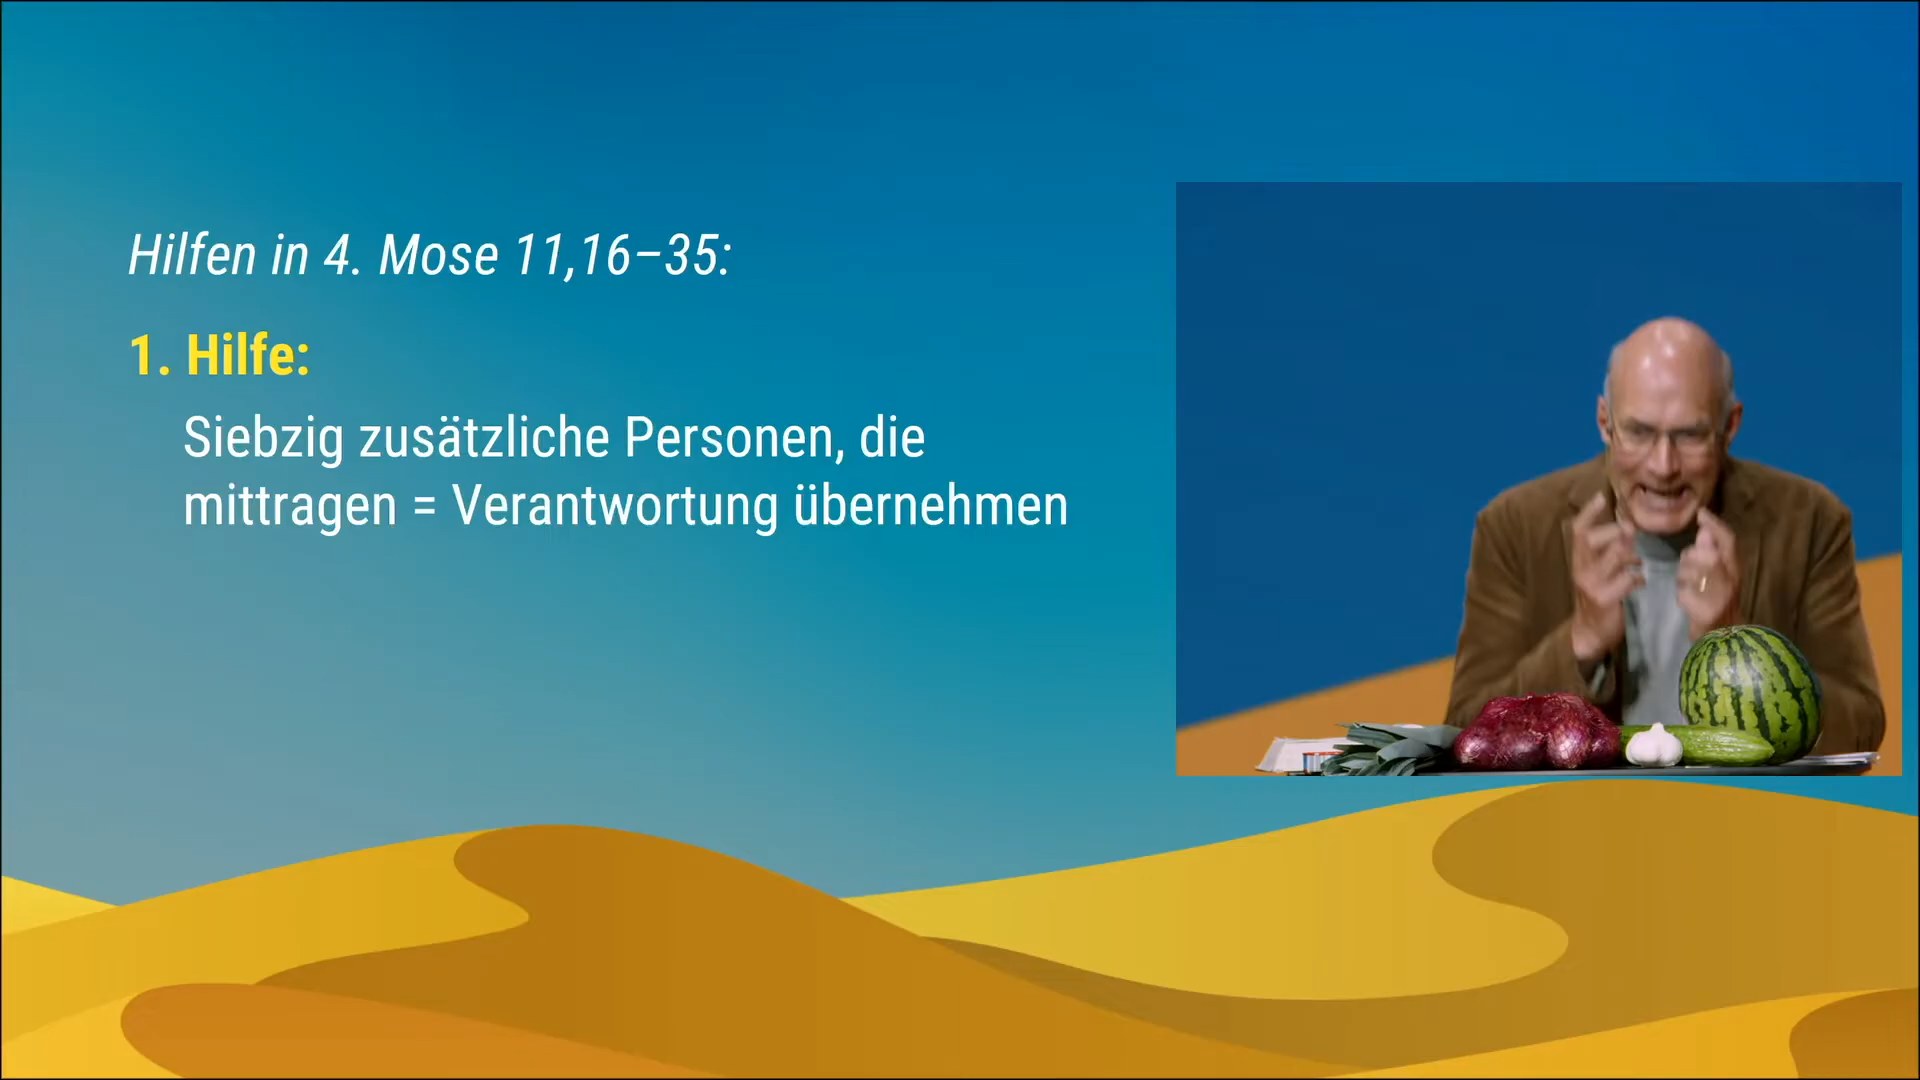 Hilfen in 4. Mose 11,16–35:
1. Hilfe:
Siebzig zusätzliche Personen, die
mittragen = Verantwortung übernehmen